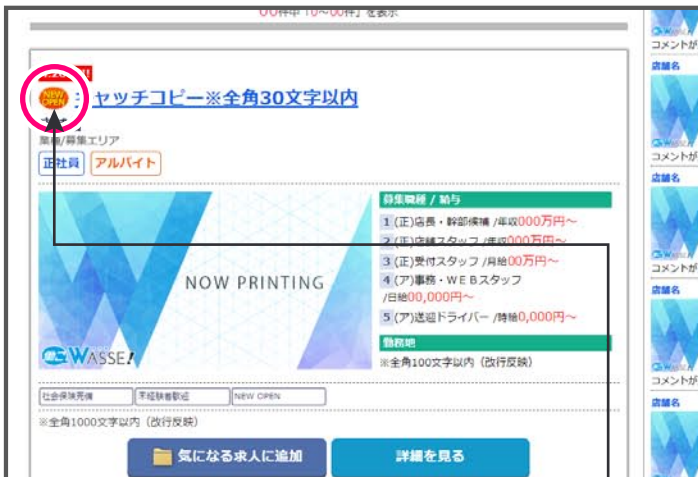 〇〇件中「0〜00件」を表示
NEW OPEN
キャッチコピー※全角30文字以内
業種/募集エリア
正社員 アルバイト
募集職種 / 給与
1 (正)店長・幹部候補 /年収000万円〜
2 (正)店舗スタッフ /年収000万円〜
3 (正)受付スタッフ /月給00万円〜
4 (ア)事務・WEBスタッフ
/日給00,000円〜
5 (ア)送迎ドライバー /時給0,000円〜
NOW PRINTING
WASSE!
勤務地
※全角100文字以内（改行反映）
社会保険完備 未経験者歓迎 NEW OPEN
※全角1000文字以内（改行反映）
気になる求人に追加 詳細を見る
コメントが
店舗名
コメントが
店舗名
コメントが
店舗名
コメントが
店舗名